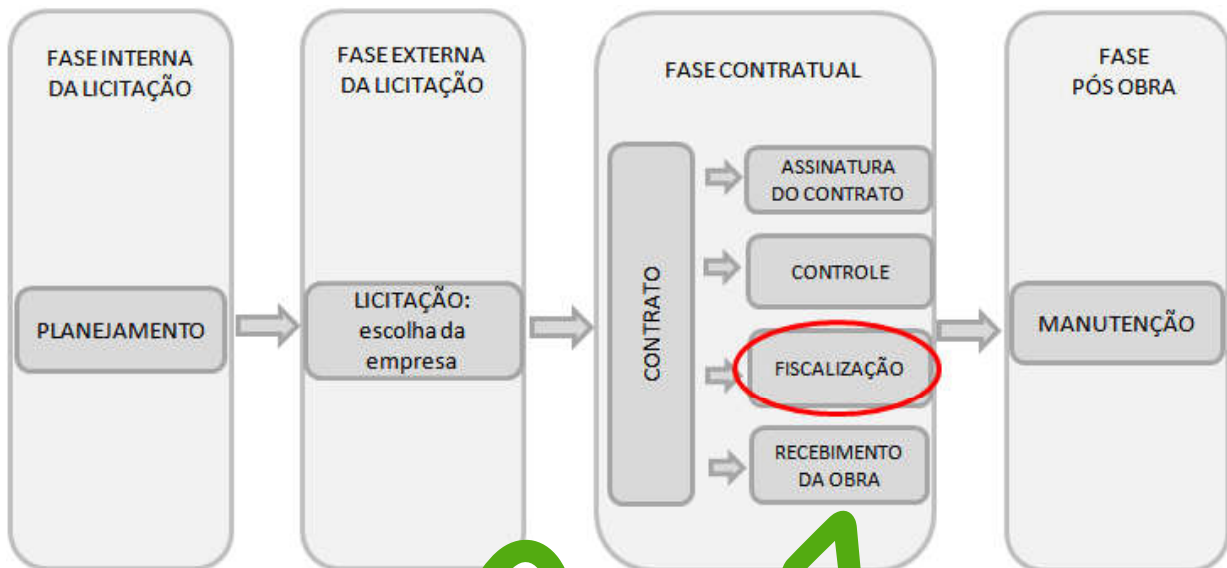 FASE INTERNA
DA LICITAÇÃO
PLANEJAMENTO
FASE EXTERNA
DA LICITAÇÃO
LICITAÇÃO:
escolha da
empresa
FASE CONTRATUAL
CONTRATO
ASSINATURA
DO CONTRATO
CONTROLE
FISCALIZAÇÃO
RECEBIMENTO
DA OBRA
FASE
PÓS OBRA
MANUTENÇÃO